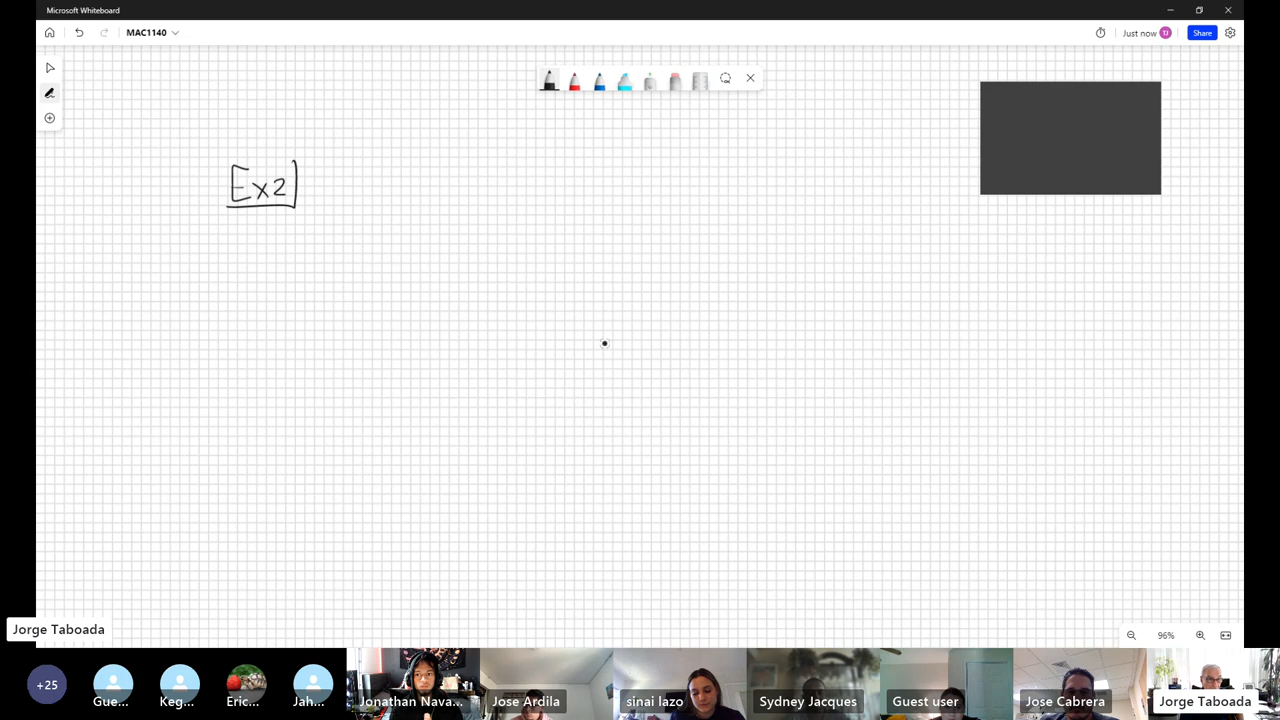 Microsoft Whiteboard
MAC1140
Just now TJ Share
Ex2
96%
Jorge Taboada
+25 Gue... Keg... Eric... Jah... Jonathan Nava... Jose Ardila sinai lazo Sydney Jacques Guest user Jose Cabrera Jorge Taboada